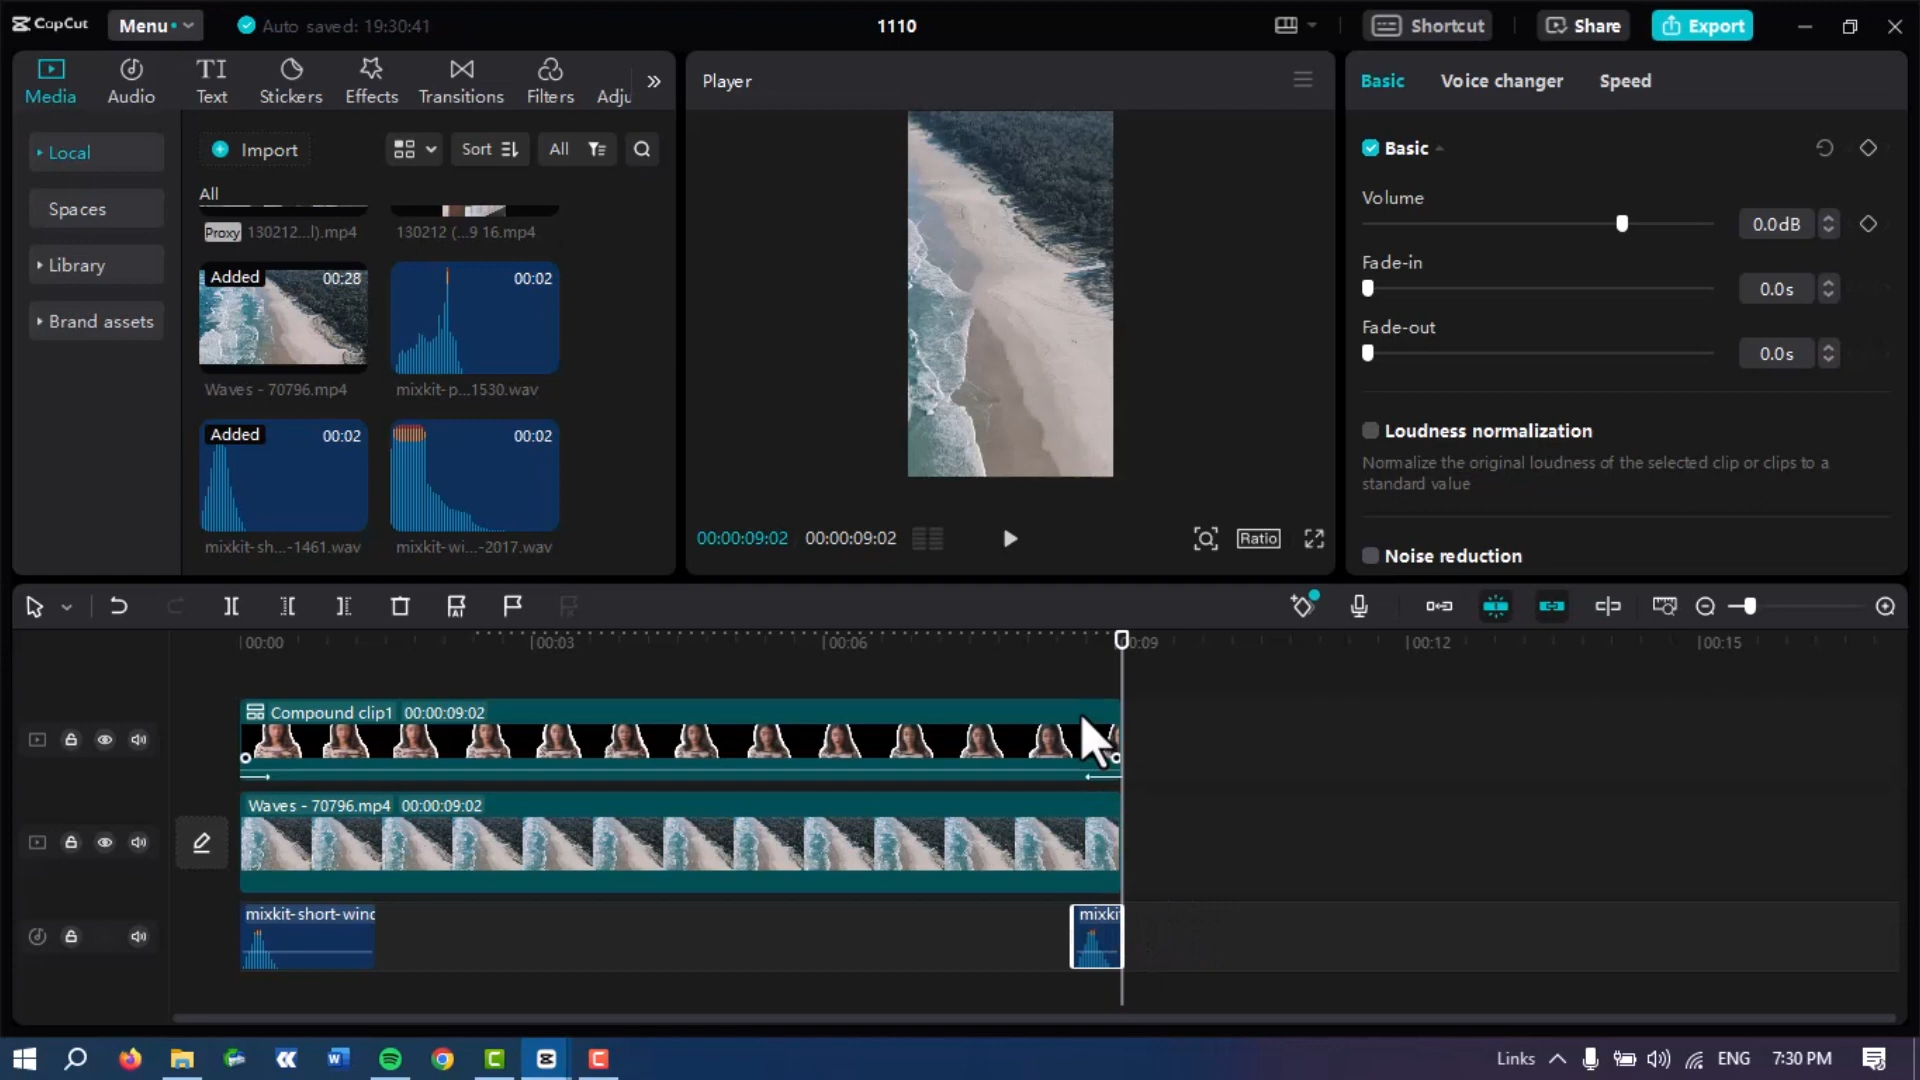 CapCut
Menu
Auto saved: 19:30:41
1110
Shortcut
Share
Export
Media
Audio
TI
Text
Stickers
Effects
Transitions
Filters
Adju
Player
Basic
Voice changer
Speed
Local
Spaces
Library
Brand assets
Import
Sort
All
All
Proxy
130212...l).mp4
130212 (...9 16.mp4
Added
00:28
00:02
Waves - 70796.mp4
mixkit-p...1530.wav
Added
00:02
00:02
mixkit-sh...-1461.wav
mixkit-wi...-2017.wav
00:00:09:02
00:00:09:02
Ratio
Basic
Volume
0.0dB
Fade-in
0.0s
Fade-out
0.0s
Loudness normalization
Normalize the original loudness of the selected clip or clips to a
standard value
Noise reduction
AI
00:00
00:03
00:06
00:09
00:12
00:15
Compound clip1 00:00:09:02
Waves - 70796.mp4 00:00:09:02
mixkit-short-wind
mixkit
Links
ENG
7:30 PM